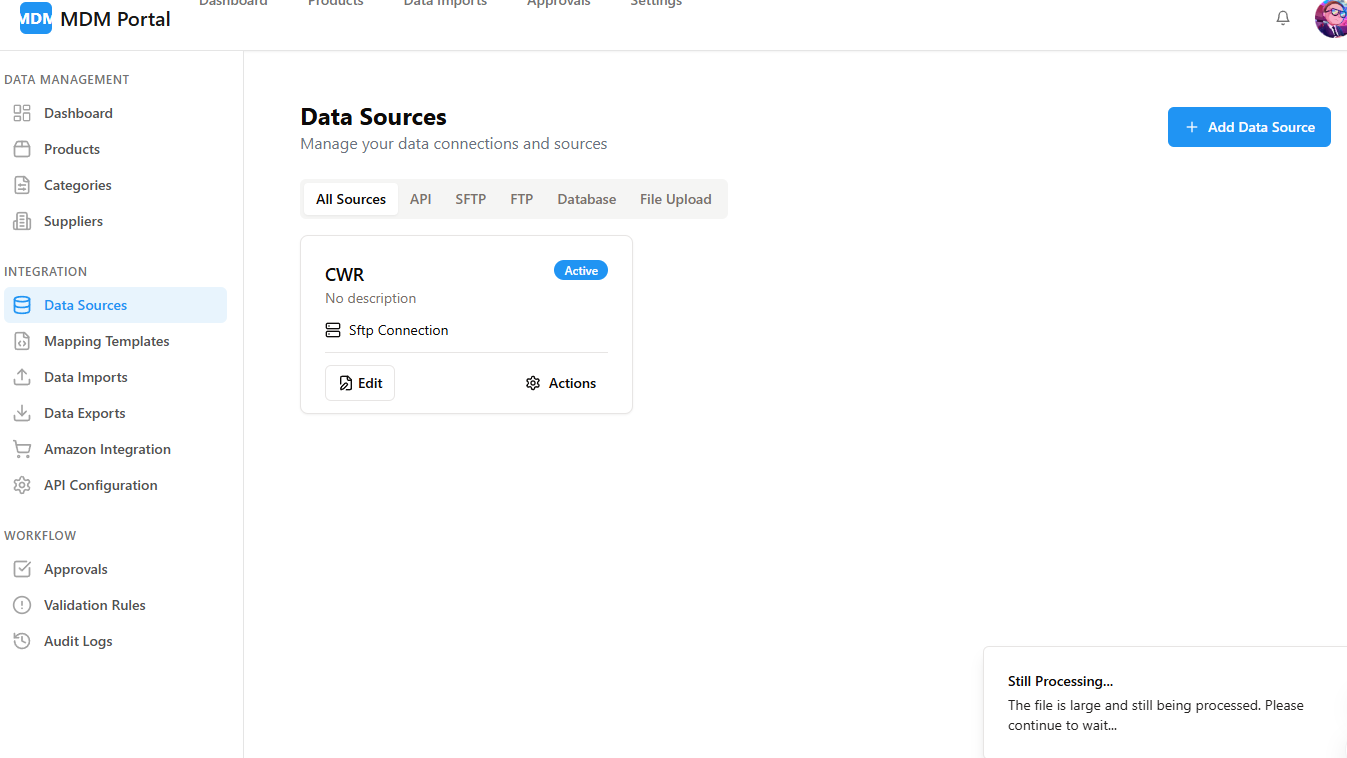 Dashboard
Products
Data Imports
Approvals
Settings
MDM
MDM Portal
DATA MANAGEMENT
Dashboard
Products
Categories
Suppliers
INTEGRATION
Data Sources
Mapping Templates
Data Imports
Data Exports
Amazon Integration
API Configuration
WORKFLOW
Approvals
Validation Rules
Audit Logs
Data Sources
Manage your data connections and sources
Add Data Source
All Sources
API
SFTP
FTP
Database
File Upload
CWR
Active
No description
Sftp Connection
Edit
Actions
Still Processing...
The file is large and still being processed. Please
continue to wait...